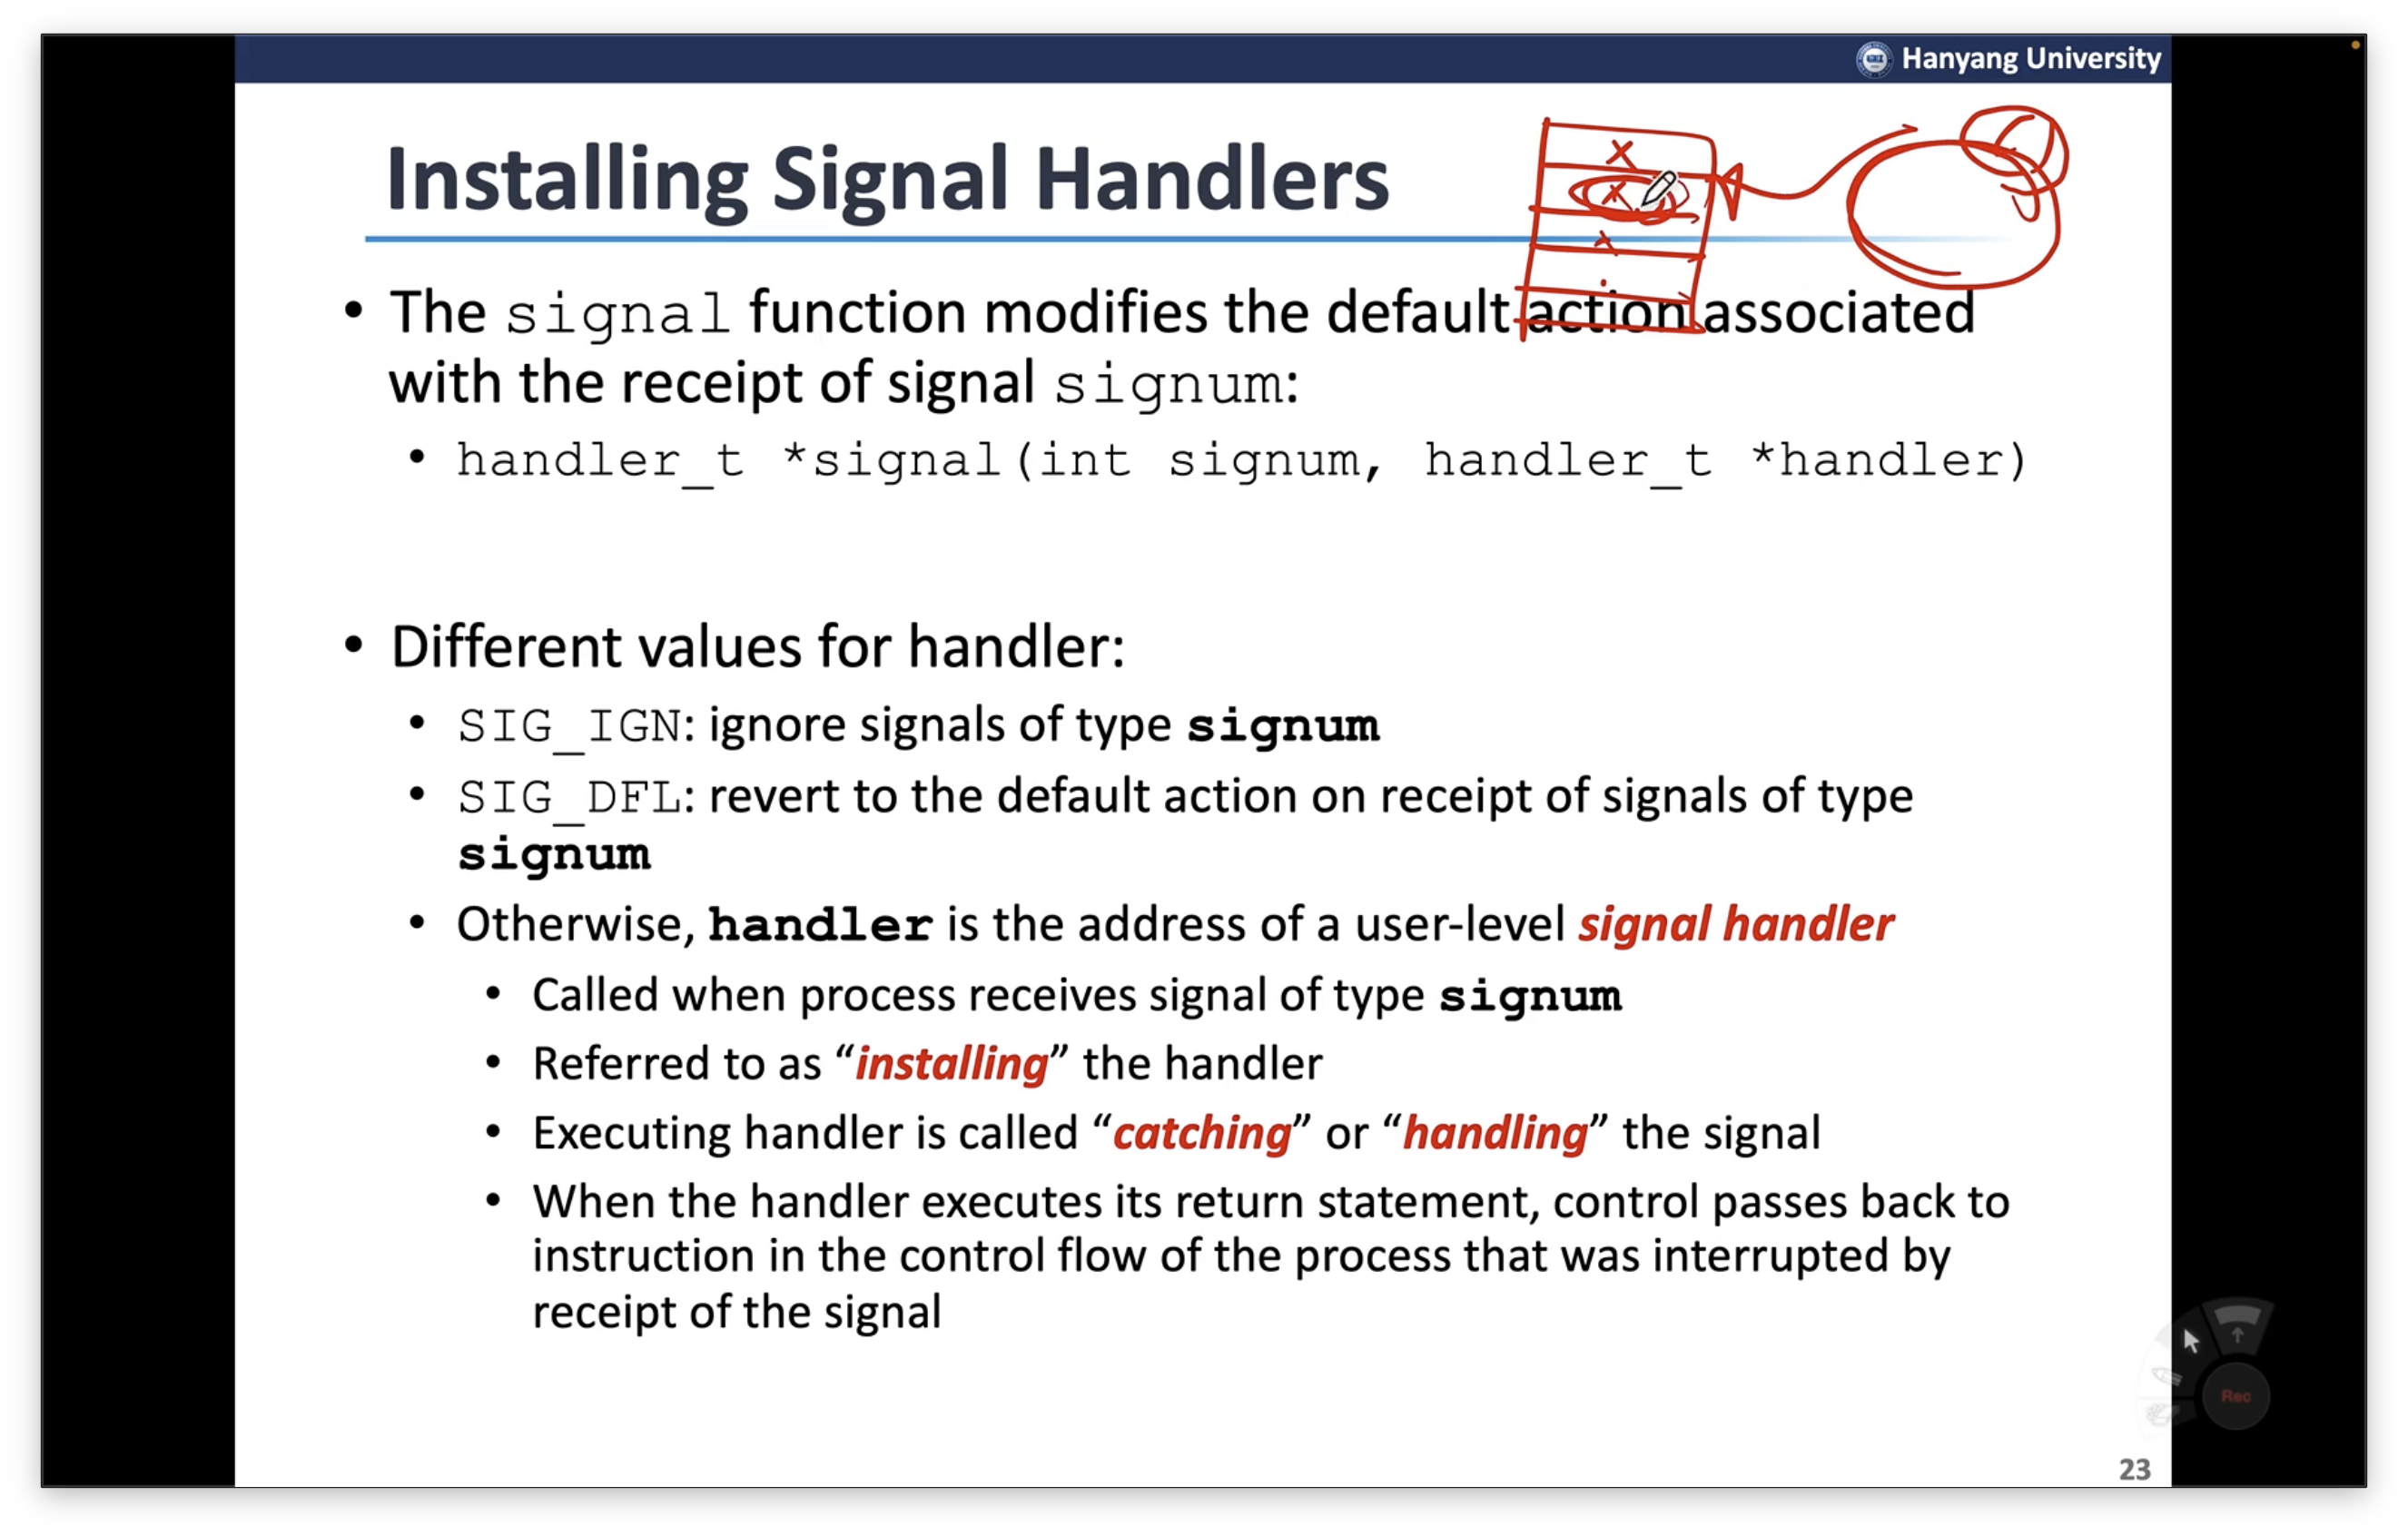 Hanyang University
Installing Signal Handlers
• The signal function modifies the default action associated
with the receipt of signal signum:
• handler_t *signal(int signum, handler_t *handler)
• Different values for handler:
• SIG_IGN: ignore signals of type signum
• SIG_DFL: revert to the default action on receipt of signals of type
signum
• Otherwise, handler is the address of a user-level signal handler
• Called when process receives signal of type signum
• Referred to as “installing” the handler
• Executing handler is called “catching” or “handling” the signal
• When the handler executes its return statement, control passes back to
instruction in the control flow of the process that was interrupted by
receipt of the signal
Rec
23